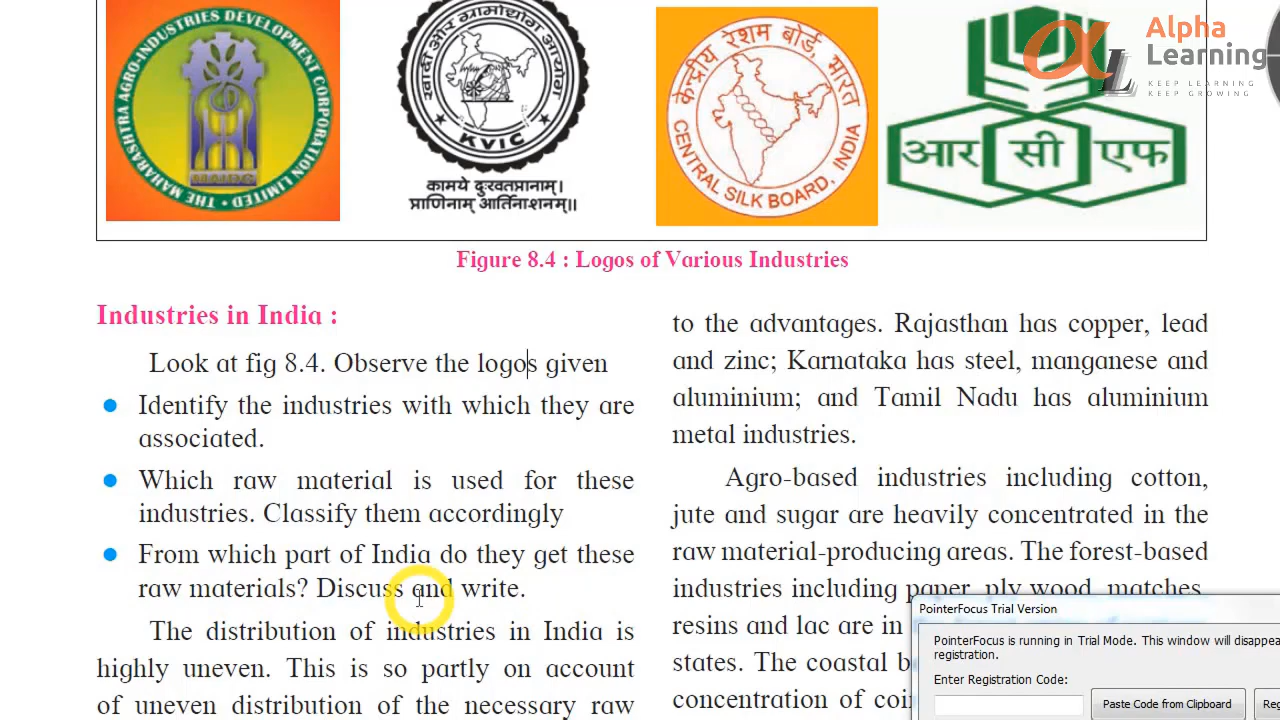 THE MAHARASHTRA AGRO-INDUSTRIES DEVELOPMENT CORPORATION LIMITED
MAIDC
खादी और ग्रामोद्योग आयोग
KVIC
कामये दुःखतप्तानाम्।
प्राणिनाम् आर्तिनाशनम्॥
केन्द्रीय रेशम बोर्ड, भारत
CENTRAL SILK BOARD, INDIA
आर सी एफ
Alpha
Learning
KEEP LEARNING
KEEP GROWING
Figure 8.4 : Logos of Various Industries
Industries in India :
Look at fig 8.4. Observe the logos given
Identify the industries with which they are
associated.
Which raw material is used for these
industries. Classify them accordingly
From which part of India do they get these
raw materials? Discuss and write.
The distribution of industries in India is
highly uneven. This is so partly on account
of uneven distribution of the necessary raw
to the advantages. Rajasthan has copper, lead
and zinc; Karnataka has steel, manganese and
aluminium; and Tamil Nadu has aluminium
metal industries.
Agro-based industries including cotton,
jute and sugar are heavily concentrated in the
raw material-producing areas. The forest-based
industries including paper, ply wood, matches,
resins and lac are in
states. The coastal
concentration of
PointerFocus Trial Version
PointerFocus is running in Trial Mode. This window will
registration.
Enter Registration Code:
Paste Code from Clipboard